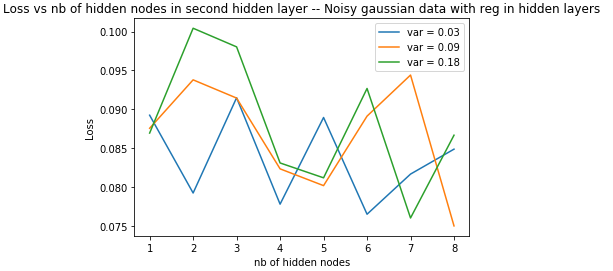 Loss vs nb of hidden nodes in second hidden layer -- Noisy gaussian data with reg in hidden layers
var = 0.03
var = 0.09
var = 0.18
0.100
0.095
0.090
0.085
0.080
0.075
Loss
1 2 3 4 5 6 7 8
nb of hidden nodes